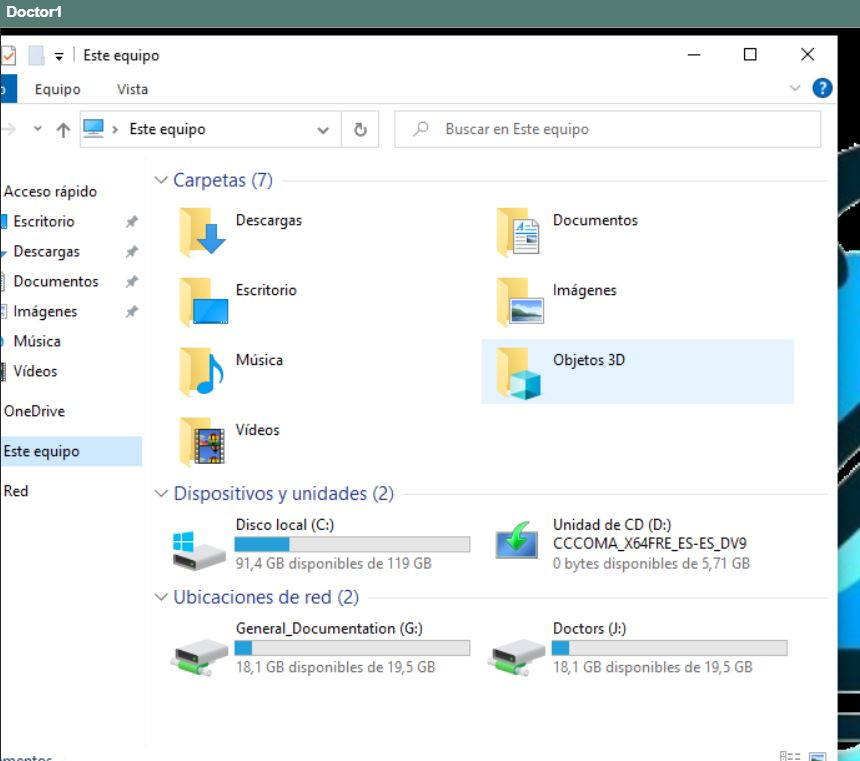 Doctor1
Este equipo
Equipo
Vista
Este equipo
Buscar en Este equipo
Acceso rápido
Escritorio
Descargas
Documentos
Imágenes
Música
Vídeos
OneDrive
Este equipo
Red
Carpetas (7)
Descargas
Documentos
Escritorio
Imágenes
Música
Objetos 3D
Vídeos
Dispositivos y unidades (2)
Disco local (C:)
91,4 GB disponibles de 119 GB
Unidad de CD (D:)
CCCOMA_X64FRE_ES-ES_DV9
0 bytes disponibles de 5,71 GB
Ubicaciones de red (2)
General_Documentation (G:)
18,1 GB disponibles de 19,5 GB
Doctors (J:)
18,1 GB disponibles de 19,5 GB